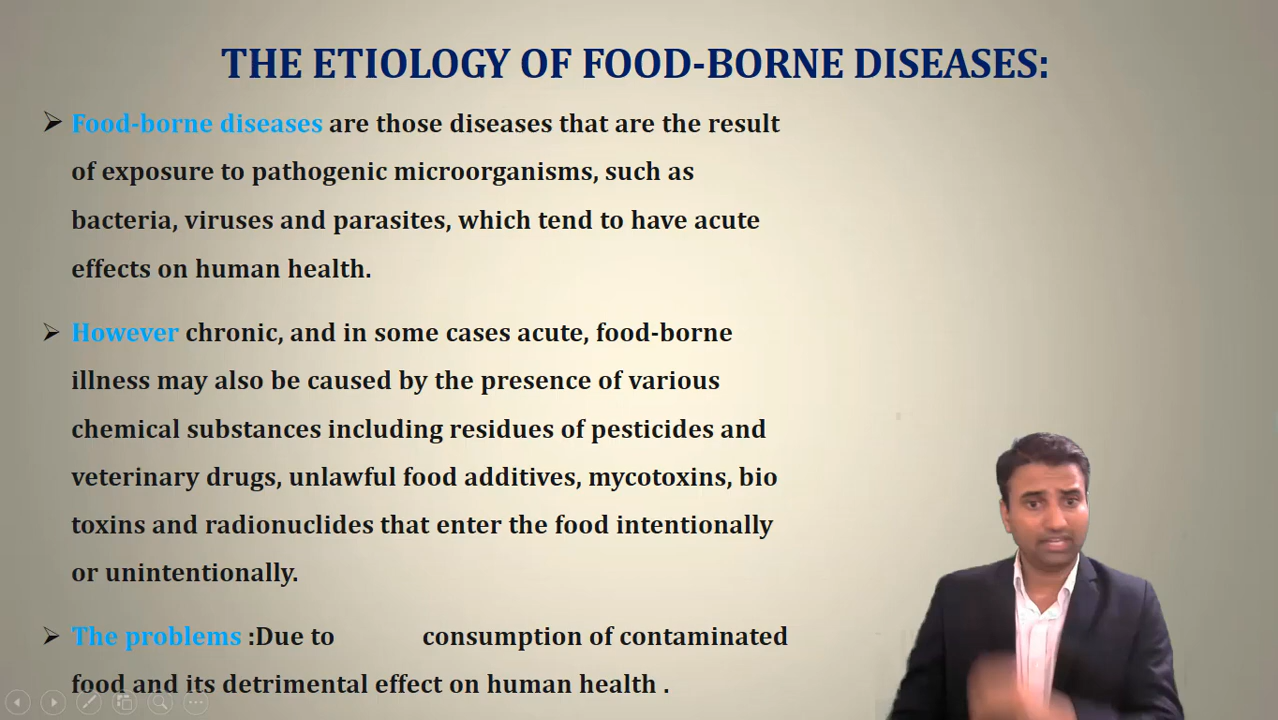 THE ETIOLOGY OF FOOD-BORNE DISEASES:
Food-borne diseases are those diseases that are the result
of exposure to pathogenic microorganisms, such as
bacteria, viruses and parasites, which tend to have acute
effects on human health.
However chronic, and in some cases acute, food-borne
illness may also be caused by the presence of various
chemical substances including residues of pesticides and
veterinary drugs, unlawful food additives, mycotoxins, bio
toxins and radionuclides that enter the food intentionally
or unintentionally.
The problems :Due to consumption of contaminated
food and its detrimental effect on human health .